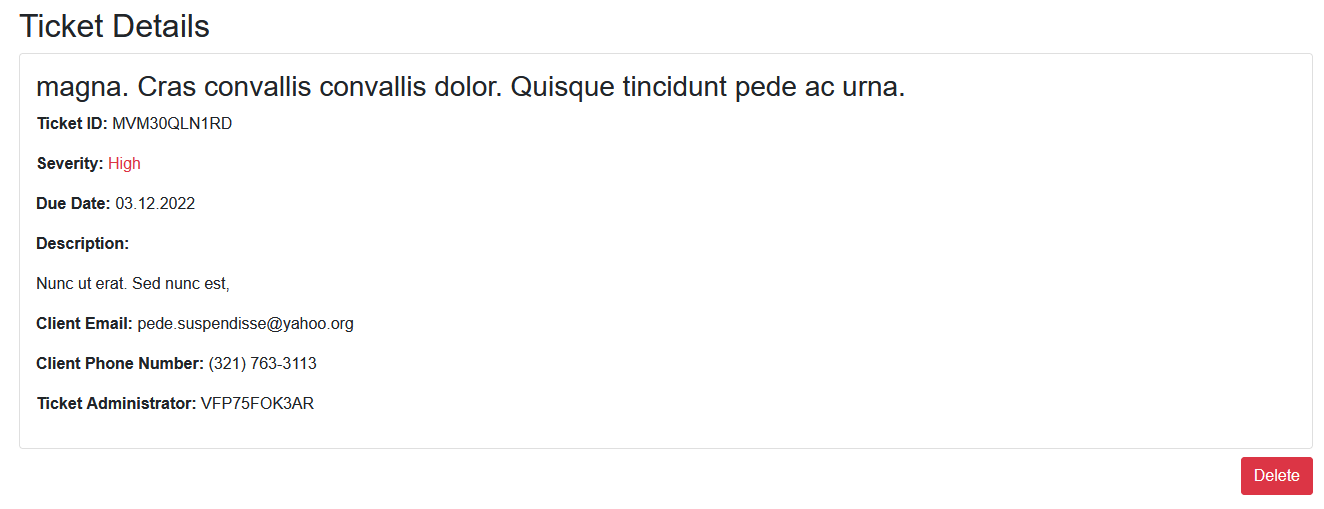 Ticket Details
magna. Cras convallis convallis dolor. Quisque tincidunt pede ac urna.
Ticket ID: MVM30QLN1RD
Severity: High
Due Date: 03.12.2022
Description:
Nunc ut erat. Sed nunc est,
Client Email: pede.suspendisse@yahoo.org
Client Phone Number: (321) 763-3113
Ticket Administrator: VFP75FOK3AR
Delete